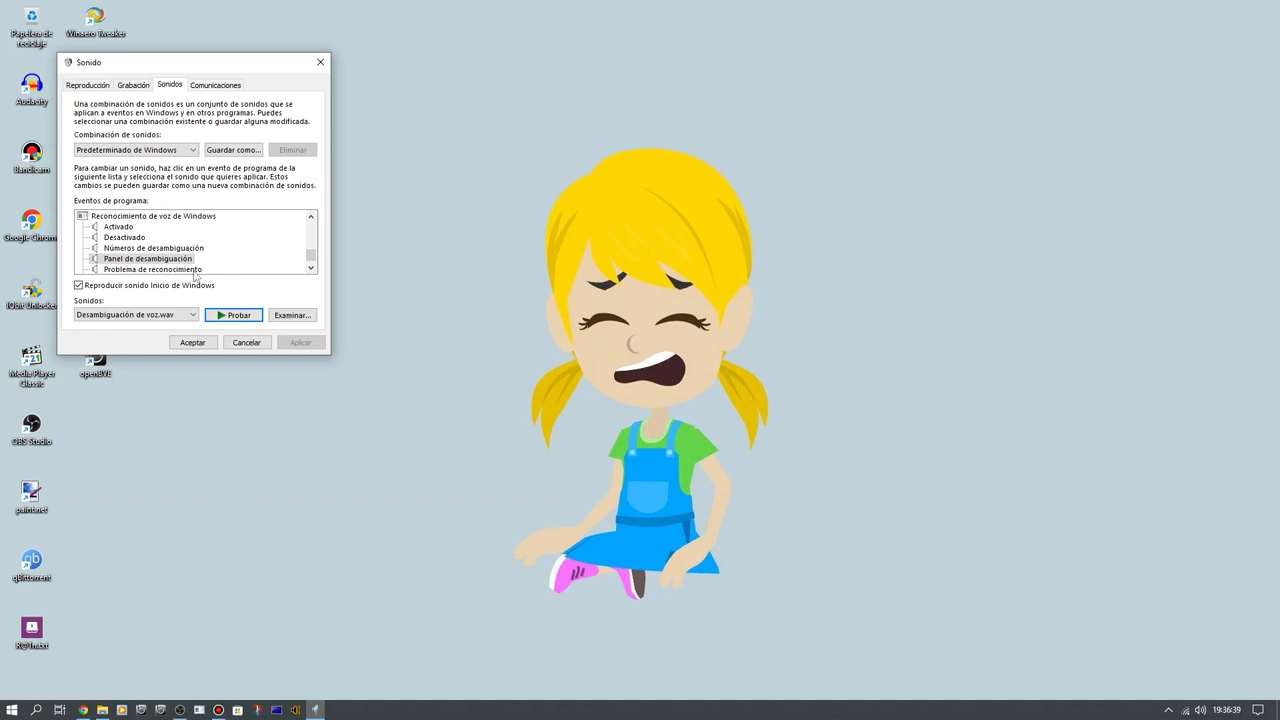 Papelera de
reciclaje
Winaero Tweaker
Audacity
Bandicam
Google Chrome
IObit Unlocker
Media Player
Classic
openBVE
OBS Studio
paint.net
qBittorrent
Sonido
Reproducción
Grabación
Sonidos
Comunicaciones
Una combinación de sonidos es un conjunto de sonidos que se
aplican a eventos en Windows y en otros programas. Puedes
seleccionar una combinación existente o guardar alguna modificada.
Combinación de sonidos:
Predeterminado de Windows
Guardar como...
Eliminar
Para cambiar un sonido, haz clic en un evento de programa de la
siguiente lista y selecciona el sonido que quieres aplicar. Estos
cambios se pueden guardar como una nueva combinación de sonidos.
Eventos de programa:
Reconocimiento de voz de Windows
Activado
Desactivado
Números de desambiguación
Panel de desambiguación
Problema de reconocimiento
Reproducir sonido Inicio de Windows
Sonidos:
Desambiguación de voz.wav
Probar
Examinar...
Aceptar
Cancelar
Aplicar
19:36:39